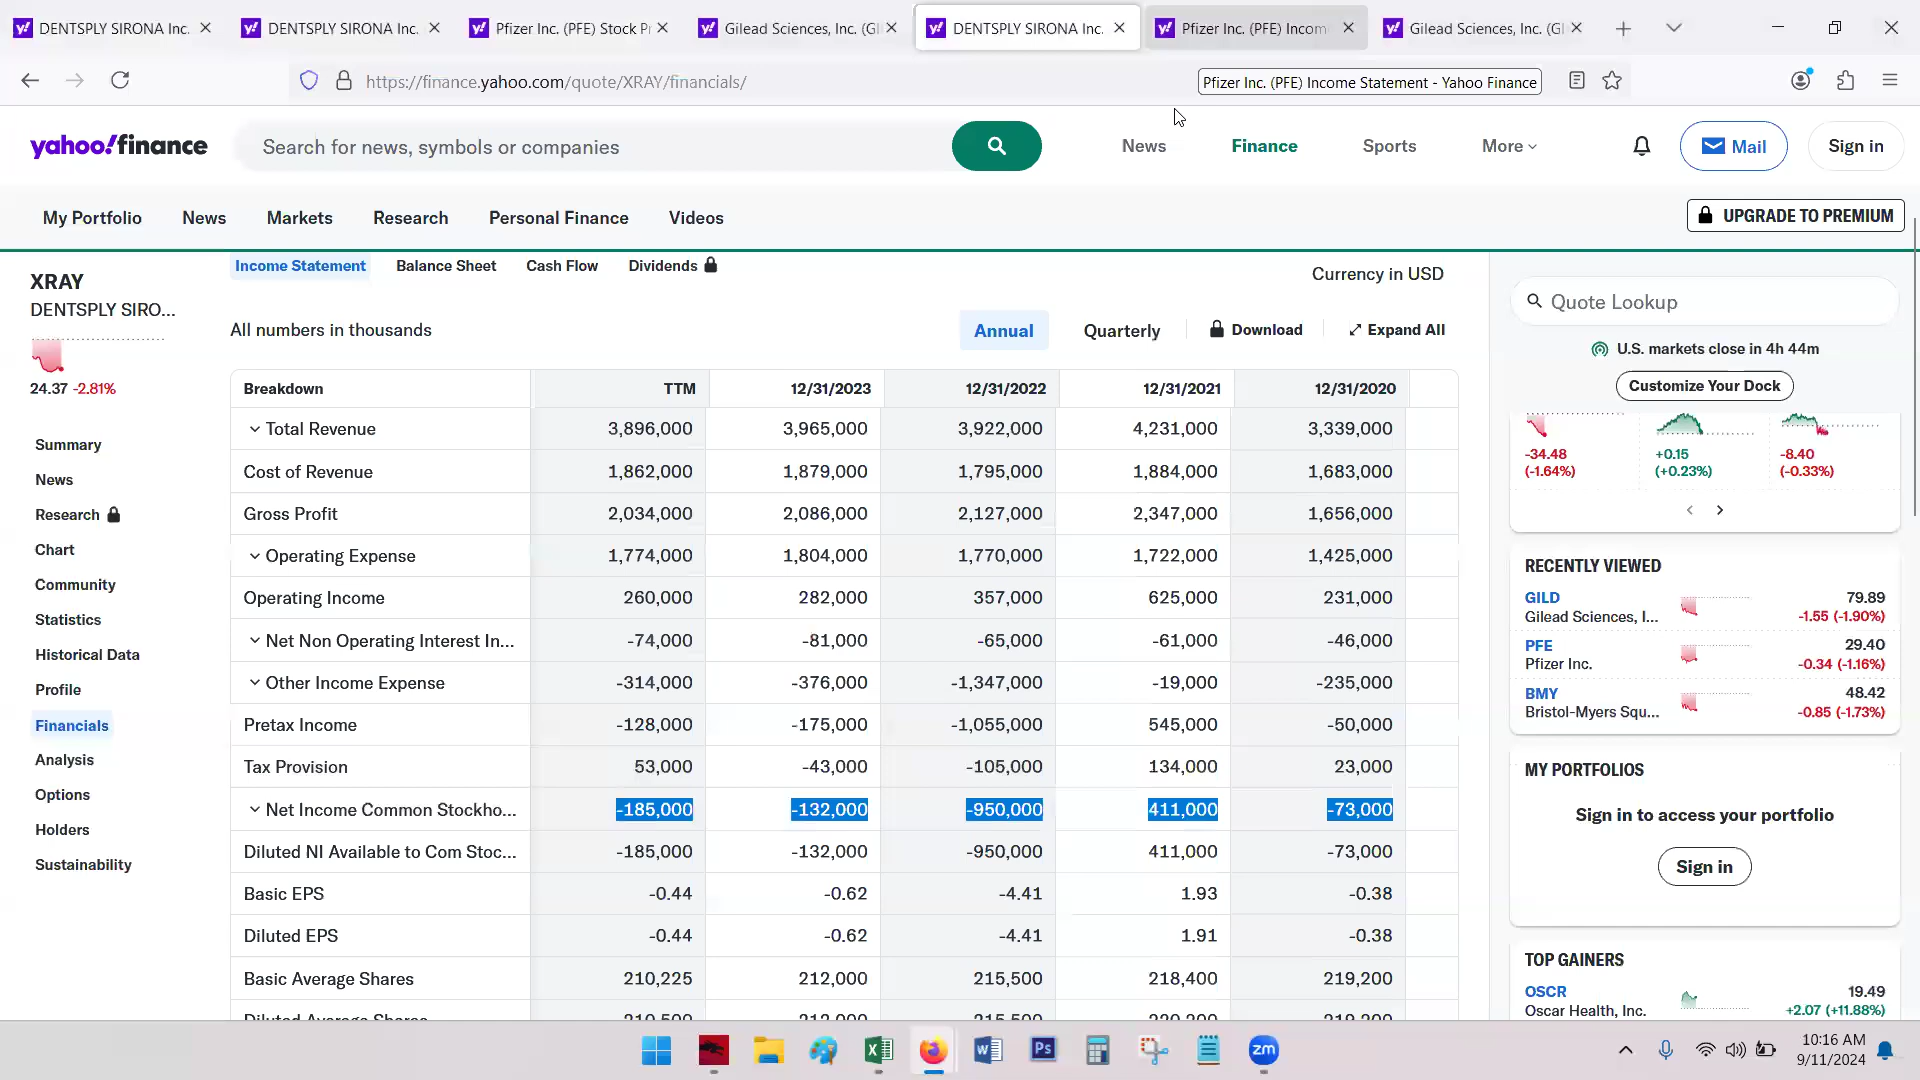 DENTSPLY SIRONA Inc.
DENTSPLY SIRONA Inc.
Pfizer Inc. (PFE) Stock Pr
Gilead Sciences, Inc. (GI
DENTSPLY SIRONA Inc.
Pfizer Inc. (PFE) Incom
Gilead Sciences, Inc. (GI
https://finance.yahoo.com/quote/XRAY/financials/
Pfizer Inc. (PFE) Income Statement - Yahoo Finance
yahoo!finance
Search for news, symbols or companies
News
Finance
Sports
More
Mail
Sign in
My Portfolio
News
Markets
Research
Personal Finance
Videos
UPGRADE TO PREMIUM
XRAY
DENTSPLY SIRO...
24.37 -2.81%
Summary
News
Research
Chart
Community
Statistics
Historical Data
Profile
Financials
Analysis
Options
Holders
Sustainability
Income Statement
Balance Sheet
Cash Flow
Dividends
Currency in USD
All numbers in thousands
Annual
Quarterly
Download
Expand All
Breakdown TTM 12/31/2023 12/31/2022 12/31/2021 12/31/2020
Total Revenue 3,896,000 3,965,000 3,922,000 4,231,000 3,339,000
Cost of Revenue 1,862,000 1,879,000 1,795,000 1,884,000 1,683,000
Gross Profit 2,034,000 2,086,000 2,127,000 2,347,000 1,656,000
Operating Expense 1,774,000 1,804,000 1,770,000 1,722,000 1,425,000
Operating Income 260,000 282,000 357,000 625,000 231,000
Net Non Operating Interest In... -74,000 -81,000 -65,000 -61,000 -46,000
Other Income Expense -314,000 -376,000 -1,347,000 -19,000 -235,000
Pretax Income -128,000 -175,000 -1,055,000 545,000 -50,000
Tax Provision 53,000 -43,000 -105,000 134,000 23,000
Net Income Common Stockho... -185,000 -132,000 -950,000 411,000 -73,000
Diluted NI Available to Com Stoc... -185,000 -132,000 -950,000 411,000 -73,000
Basic EPS -0.44 -0.62 -4.41 1.93 -0.38
Diluted EPS -0.44 -0.62 -4.41 1.91 -0.38
Basic Average Shares 210,225 212,000 215,500 218,400 219,200
Diluted Average Shares 210,500 212,000 215,500 220,200 219,200
Quote Lookup
U.S. markets close in 4h 44m
Customize Your Dock
-34.48 +0.15 -8.40
(-1.64%) (+0.23%) (-0.33%)
RECENTLY VIEWED
GILD 79.89
Gilead Sciences, I... -1.55 (-1.90%)
PFE 29.40
Pfizer Inc. -0.34 (-1.16%)
BMY 48.42
Bristol-Myers Squ... -0.85 (-1.73%)
MY PORTFOLIOS
Sign in to access your portfolio
Sign in
TOP GAINERS
OSCR 19.49
Oscar Health, Inc. +2.07 (+11.88%)
Ps
zm
10:16 AM
9/11/2024